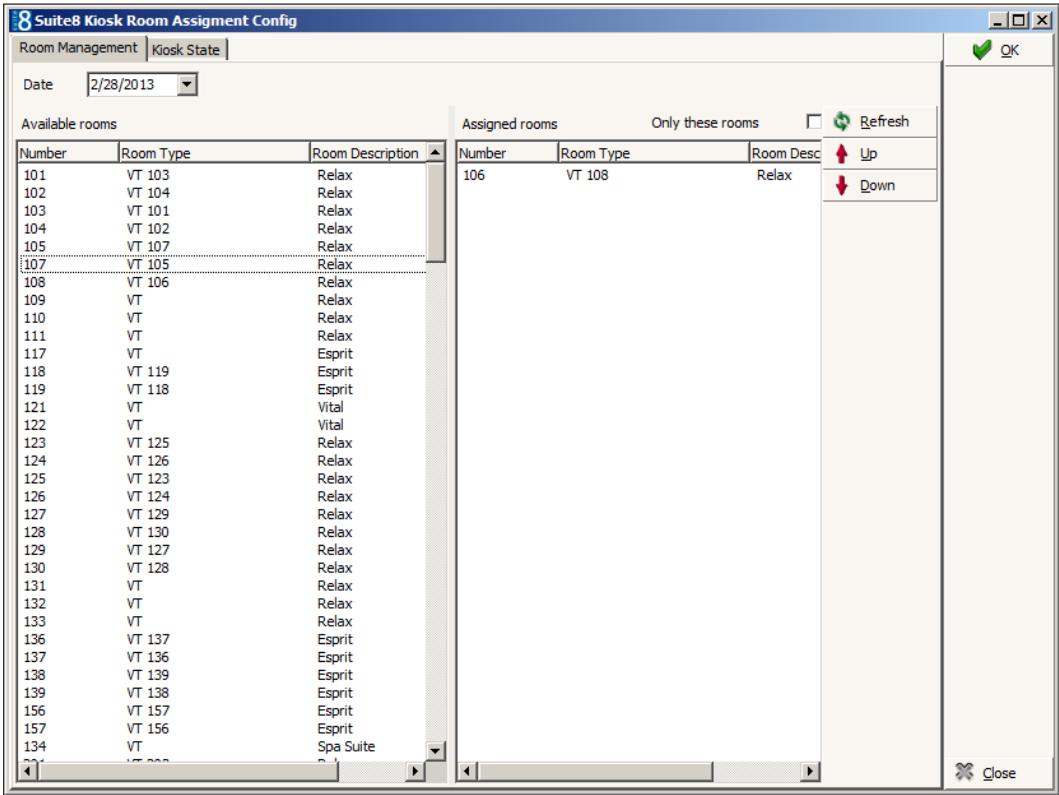 Suite8 Kiosk Room Assigment Config
Room Management Kiosk State
OK
Date 2/28/2013
Available rooms
Number Room Type Room Description
101 VT 103 Relax
102 VT 104 Relax
103 VT 101 Relax
104 VT 102 Relax
105 VT 107 Relax
107 VT 105 Relax
108 VT 106 Relax
109 VT Relax
110 VT Relax
111 VT Relax
117 VT Esprit
118 VT 119 Esprit
119 VT 118 Esprit
121 VT Vital
122 VT Vital
123 VT 125 Relax
124 VT 126 Relax
125 VT 123 Relax
126 VT 124 Relax
127 VT 129 Relax
128 VT 130 Relax
129 VT 127 Relax
130 VT 128 Relax
131 VT Relax
132 VT Relax
133 VT Relax
136 VT 137 Esprit
137 VT 136 Esprit
138 VT 139 Esprit
139 VT 138 Esprit
156 VT 157 Esprit
157 VT 156 Esprit
134 VT Spa Suite
Assigned rooms Only these rooms
Number Room Type Room Desc
106 VT 108 Relax
Refresh
Up
Down
Close